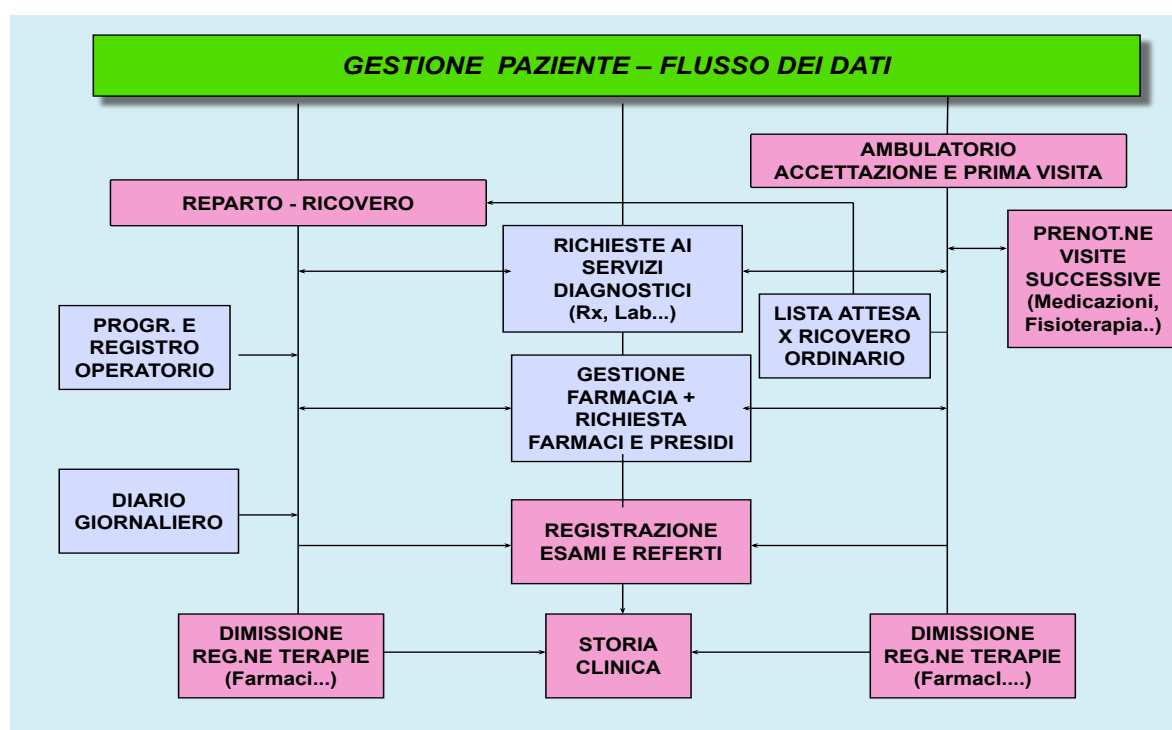 GESTIONE PAZIENTE – FLUSSO DEI DATI
AMBULATORIO
ACCETTAZIONE E PRIMA VISITA
REPARTO - RICOVERO
RICHIESTE AI
SERVIZI
DIAGNOSTICI
(Rx, Lab...)
PRENOT.NE
VISITE
SUCCESSIVE
(Medicazioni,
Fisioterapia..)
PROGR. E
REGISTRO
OPERATORIO
LISTA ATTESA
X RICOVERO
ORDINARIO
GESTIONE
FARMACIA +
RICHIESTA
FARMACI E PRESIDI
DIARIO
GIORNALIERO
REGISTRAZIONE
ESAMI E REFERTI
DIMISSIONE
REG.NE TERAPIE
(Farmaci...)
STORIA
CLINICA
DIMISSIONE
REG.NE TERAPIE
(FarmacI....)